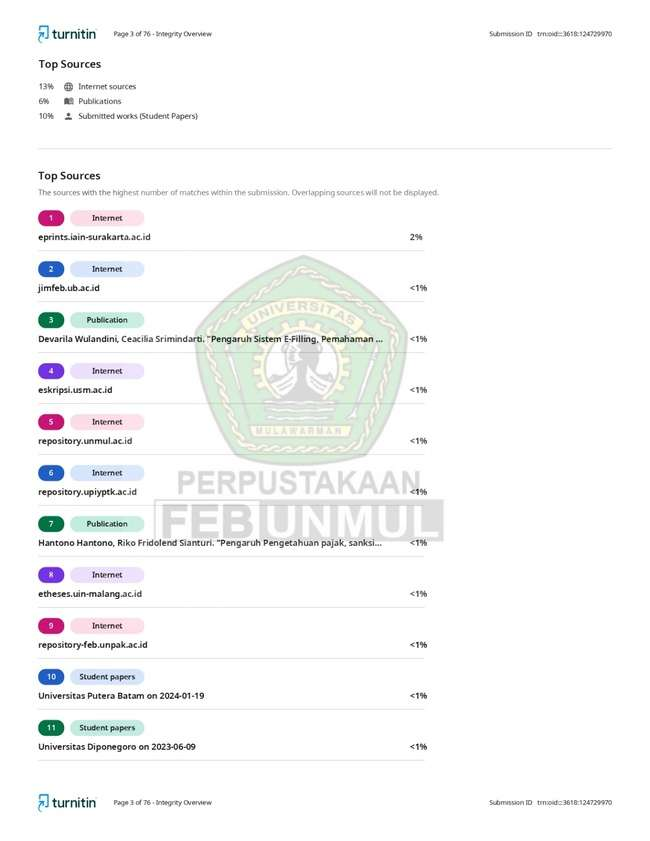 turnitin Page 3 of 76 - Integrity Overview Submission ID trn:oid:::3618:124729970
Top Sources
13% Internet sources
6% Publications
10% Submitted works (Student Papers)
Top Sources
The sources with the highest number of matches within the submission. Overlapping sources will not be displayed.
1 Internet
eprints.iain-surakarta.ac.id 2%
2 Internet
jimfeb.ub.ac.id <1%
3 Publication
Devarila Wulandini, Ceacilia Srimindarti. "Pengaruh Sistem E-Filling, Pemahaman ... <1%
4 Internet
eskripsi.usm.ac.id <1%
5 Internet
repository.unmul.ac.id <1%
6 Internet
repository.upiyptk.ac.id <1%
7 Publication
Hantono Hantono, Riko Fridolend Sianturi. "Pengaruh Pengetahuan pajak, sanksi... <1%
8 Internet
etheses.uin-malang.ac.id <1%
9 Internet
repository-feb.unpak.ac.id <1%
10 Student papers
Universitas Putera Batam on 2024-01-19 <1%
11 Student papers
Universitas Diponegoro on 2023-06-09 <1%
UNIVERSITAS
MULAWARMAN
PERPUSTAKAAN
FEB UNMUL
turnitin Page 3 of 76 - Integrity Overview Submission ID trn:oid:::3618:124729970